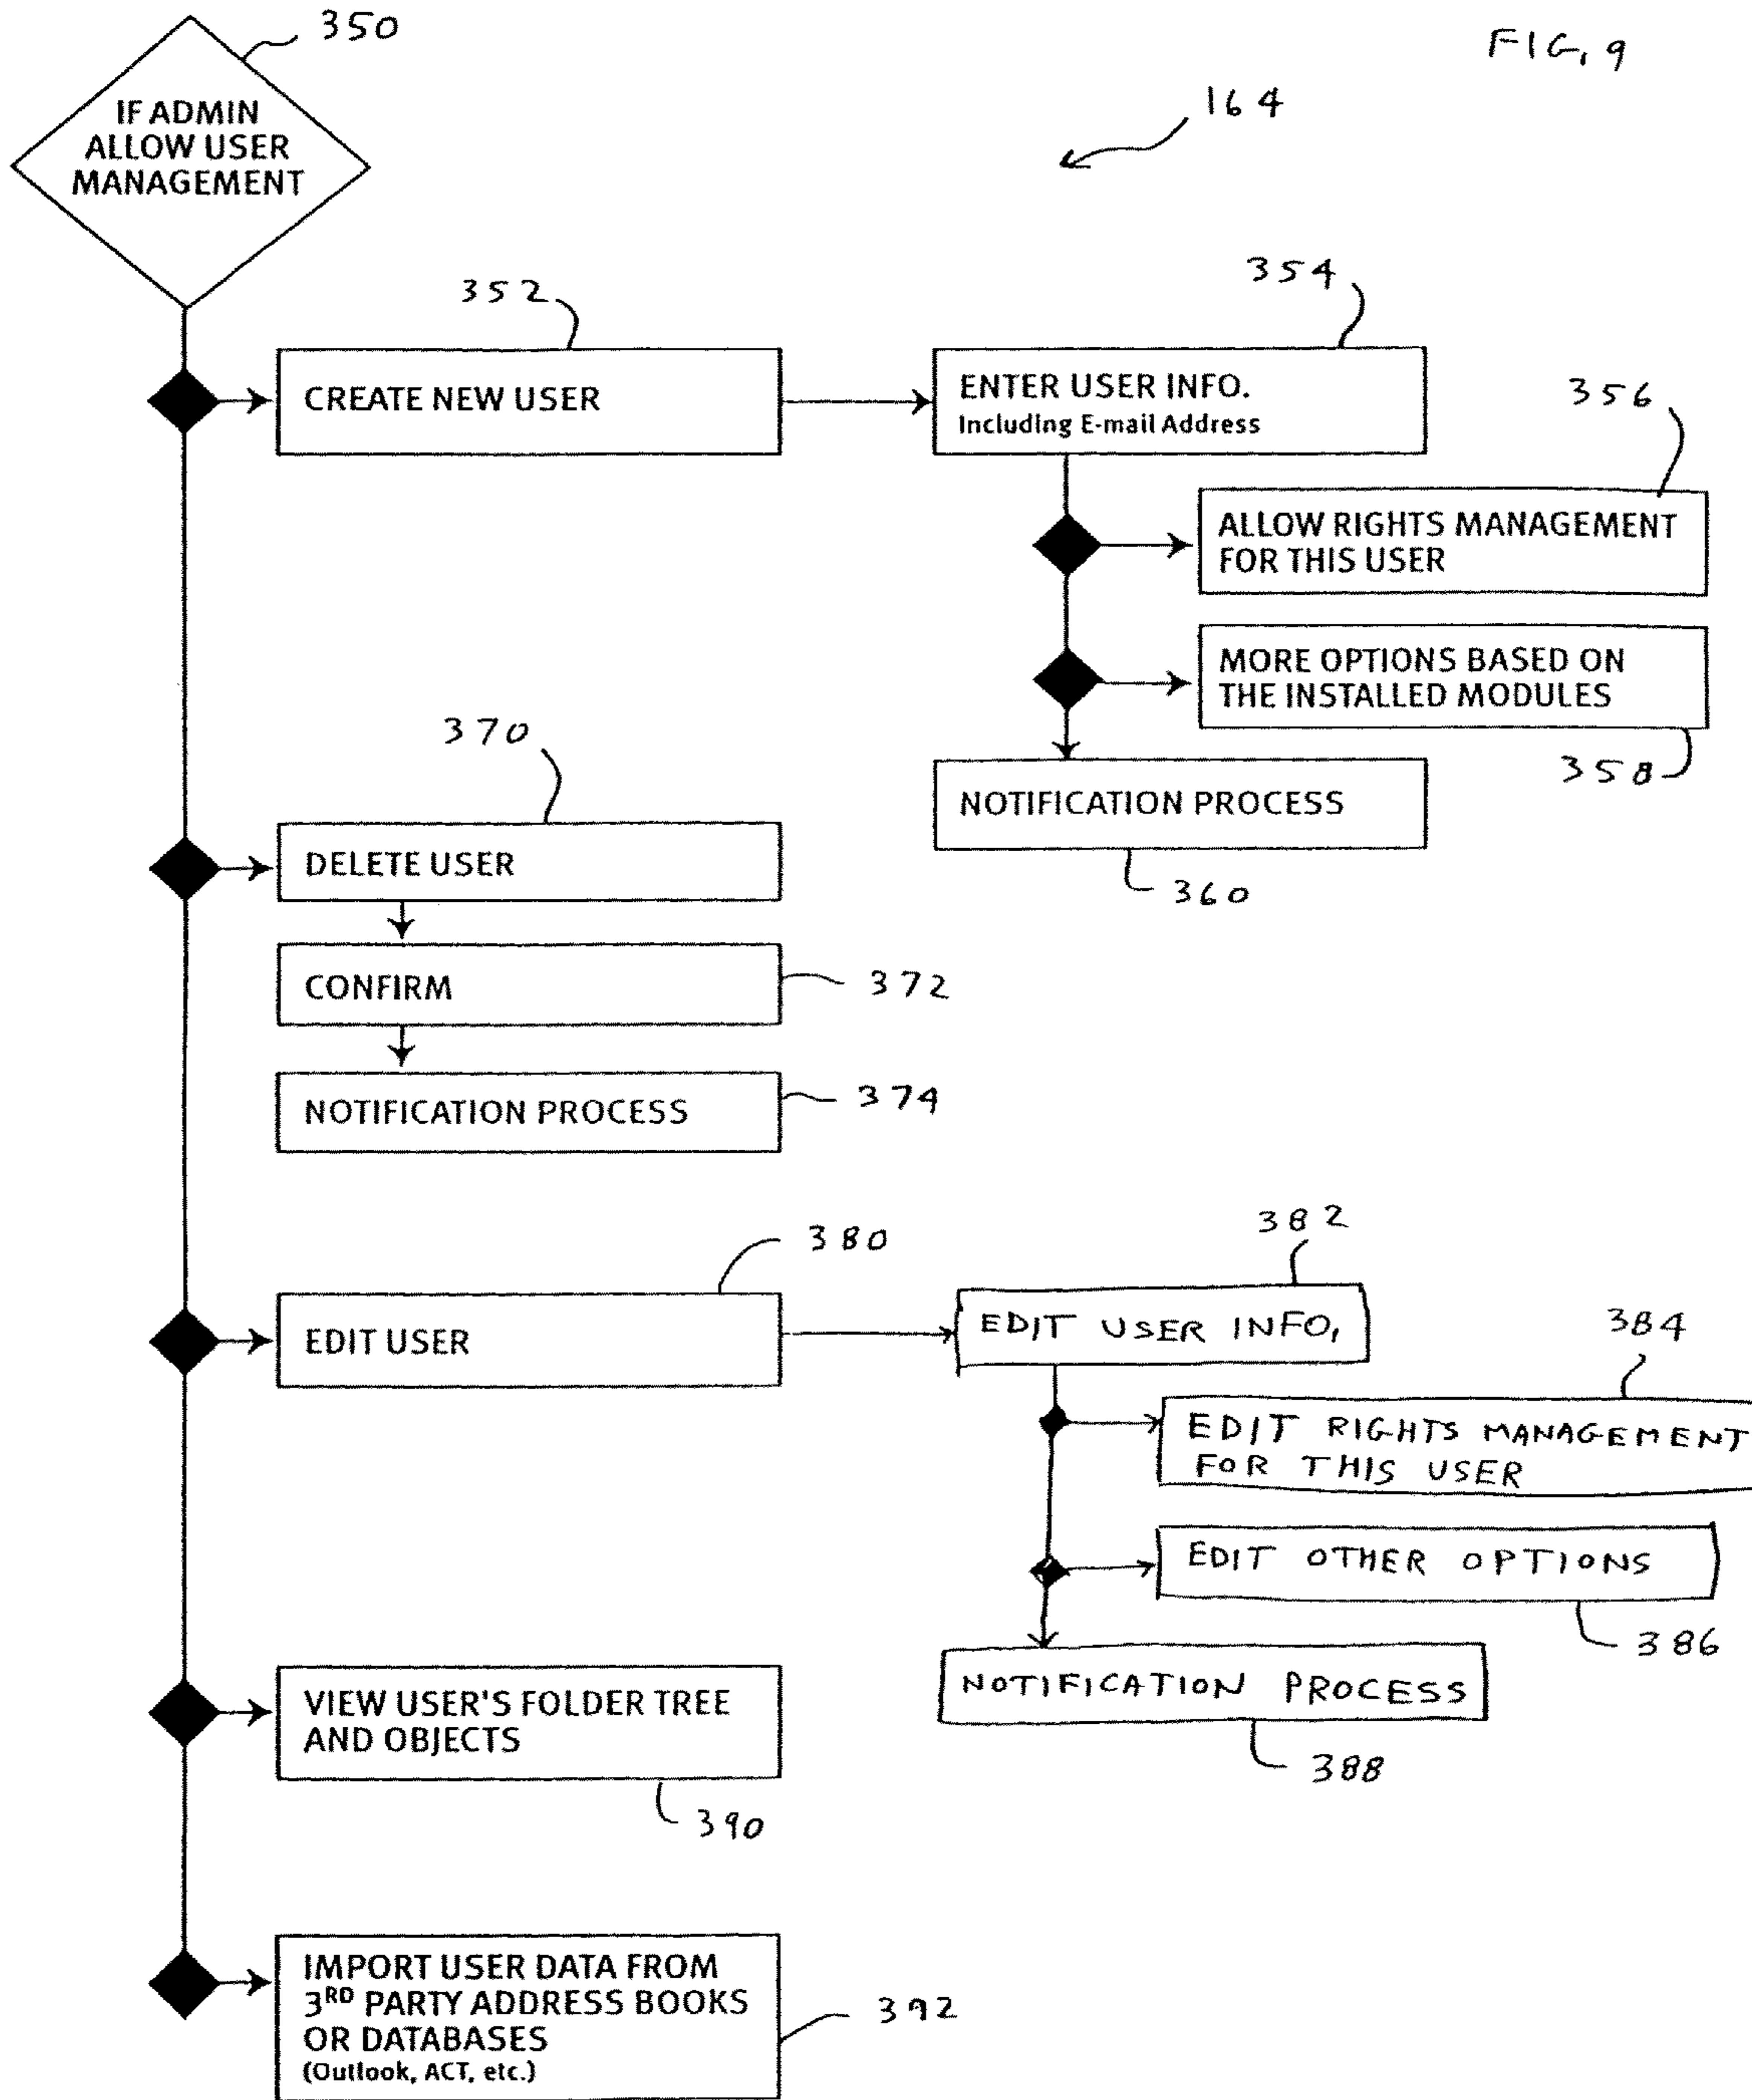 350
FIG. 9
IF ADMIN
ALLOW USER
MANAGEMENT
164
352
354
CREATE NEW USER
ENTER USER INFO.
Including E-mail Address
356
ALLOW RIGHTS MANAGEMENT
FOR THIS USER
MORE OPTIONS BASED ON
THE INSTALLED MODULES
358
NOTIFICATION PROCESS
360
370
DELETE USER
CONFIRM
372
NOTIFICATION PROCESS
374
380
EDIT USER
382
EDIT USER INFO.
384
EDIT RIGHTS MANAGEMENT
FOR THIS USER
EDIT OTHER OPTIONS
386
NOTIFICATION PROCESS
388
VIEW USER'S FOLDER TREE
AND OBJECTS
390
IMPORT USER DATA FROM
3RD PARTY ADDRESS BOOKS
OR DATABASES
(Outlook, ACT, etc.)
392